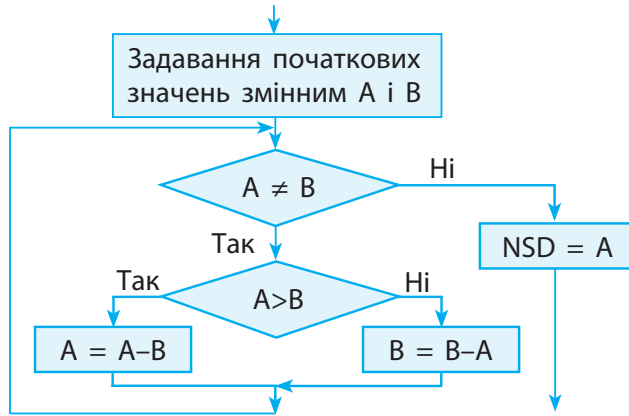 Задавання початкових
значень змінним A і B
A ≠ B
Ні
Так
NSD = A
Так
A>B
Ні
A = A–B
B = B–A